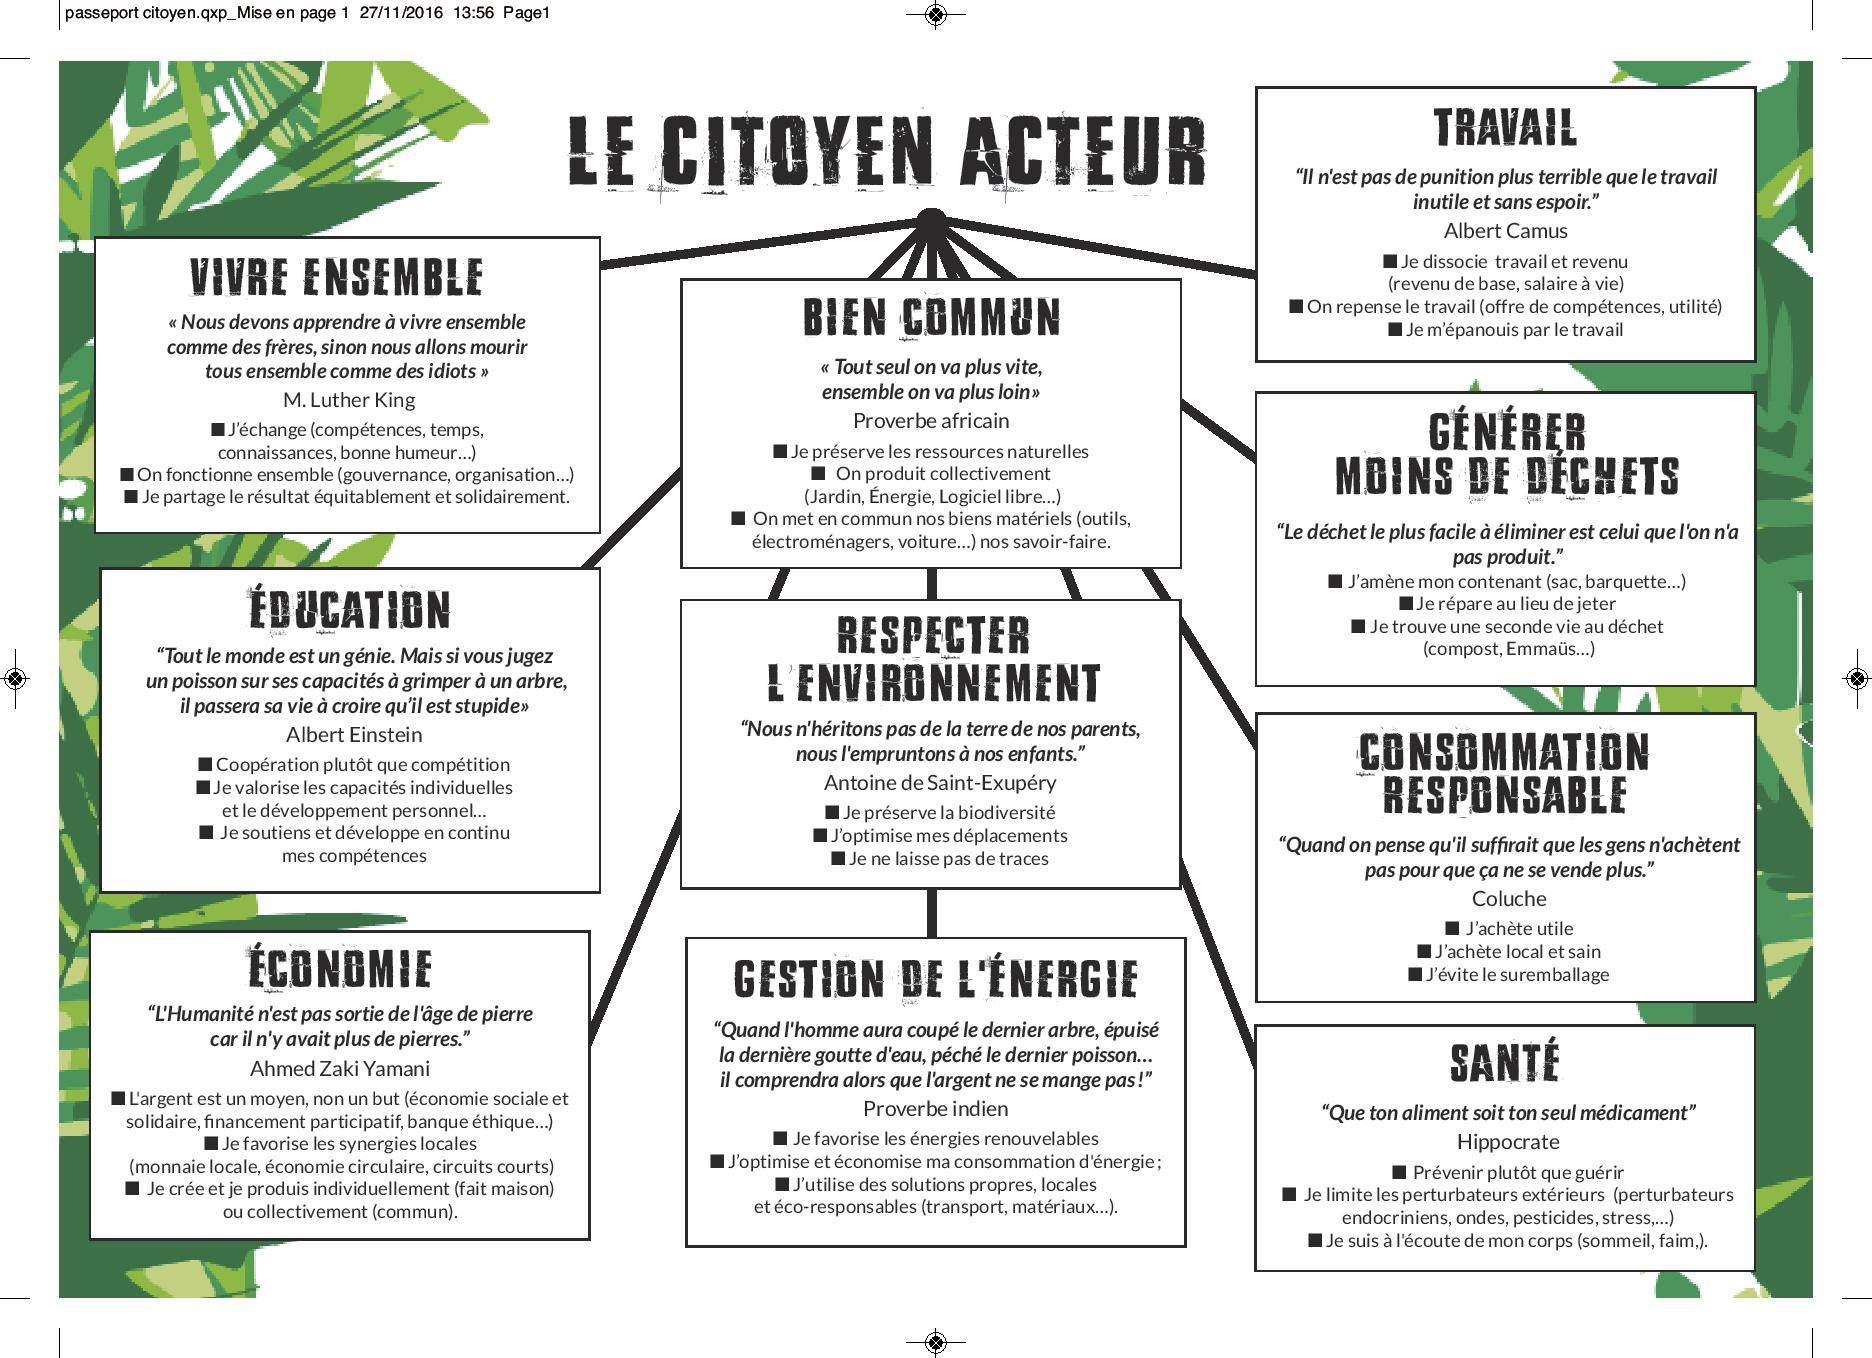 passeport citoyen.qxp_Mise en page 1 27/11/2016 13:56 Page1
LE CITOYEN ACTEUR
VIVRE ENSEMBLE
« Nous devons apprendre à vivre ensemble
comme des frères, sinon nous allons mourir
tous ensemble comme des idiots »
M. Luther King
■ J’échange (compétences, temps,
connaissances, bonne humeur…)
■ On fonctionne ensemble (gouvernance, organisation…)
■ Je partage le résultat équitablement et solidairement.
ÉDUCATION
“Tout le monde est un génie. Mais si vous jugez
un poisson sur ses capacités à grimper à un arbre,
il passera sa vie à croire qu’il est stupide»
Albert Einstein
■ Coopération plutôt que compétition
■ Je valorise les capacités individuelles
et le développement personnel…
■ Je soutiens et développe en continu
mes compétences
ÉCONOMIE
“L'Humanité n'est pas sortie de l'âge de pierre
car il n'y avait plus de pierres.”
Ahmed Zaki Yamani
■ L'argent est un moyen, non un but (économie sociale et
solidaire, financement participatif, banque éthique…)
■ Je favorise les synergies locales
(monnaie locale, économie circulaire, circuits courts)
■ Je crée et je produis individuellement (fait maison)
ou collectivement (commun).
BIEN COMMUN
« Tout seul on va plus vite,
ensemble on va plus loin»
Proverbe africain
■ Je préserve les ressources naturelles
■ On produit collectivement
(Jardin, Énergie, Logiciel libre…)
■ On met en commun nos biens matériels (outils,
électroménagers, voiture…) nos savoir-faire.
RESPECTER
L'ENVIRONNEMENT
“Nous n'héritons pas de la terre de nos parents,
nous l'empruntons à nos enfants.”
Antoine de Saint-Exupéry
■ Je préserve la biodiversité
■ J’optimise mes déplacements
■ Je ne laisse pas de traces
GESTION DE L'ÉNERGIE
“Quand l'homme aura coupé le dernier arbre, épuisé
la dernière goutte d'eau, péché le dernier poisson…
il comprendra alors que l'argent ne se mange pas !”
Proverbe indien
■ Je favorise les énergies renouvelables
■ J’optimise et économise ma consommation d'énergie ;
■ J’utilise des solutions propres, locales
et éco-responsables (transport, matériaux…).
TRAVAIL
“Il n'est pas de punition plus terrible que le travail
inutile et sans espoir.”
Albert Camus
■ Je dissocie travail et revenu
(revenu de base, salaire à vie)
■ On repense le travail (offre de compétences, utilité)
■ Je m’épanouis par le travail
GÉNÉRER
MOINS DE DÉCHETS
“Le déchet le plus facile à éliminer est celui que l'on n'a
pas produit.”
■ J’amène mon contenant (sac, barquette…)
■ Je répare au lieu de jeter
■ Je trouve une seconde vie au déchet
(compost, Emmaüs…)
CONSOMMATION
RESPONSABLE
“Quand on pense qu'il suffirait que les gens n'achètent
pas pour que ça ne se vende plus.”
Coluche
■ J’achète utile
■ J’achète local et sain
■ J’évite le suremballage
SANTÉ
“Que ton aliment soit ton seul médicament”
Hippocrate
■ Prévenir plutôt que guérir
■ Je limite les perturbateurs extérieurs (perturbateurs
endocriniens, ondes, pesticides, stress,…)
■ Je suis à l'écoute de mon corps (sommeil, faim,).